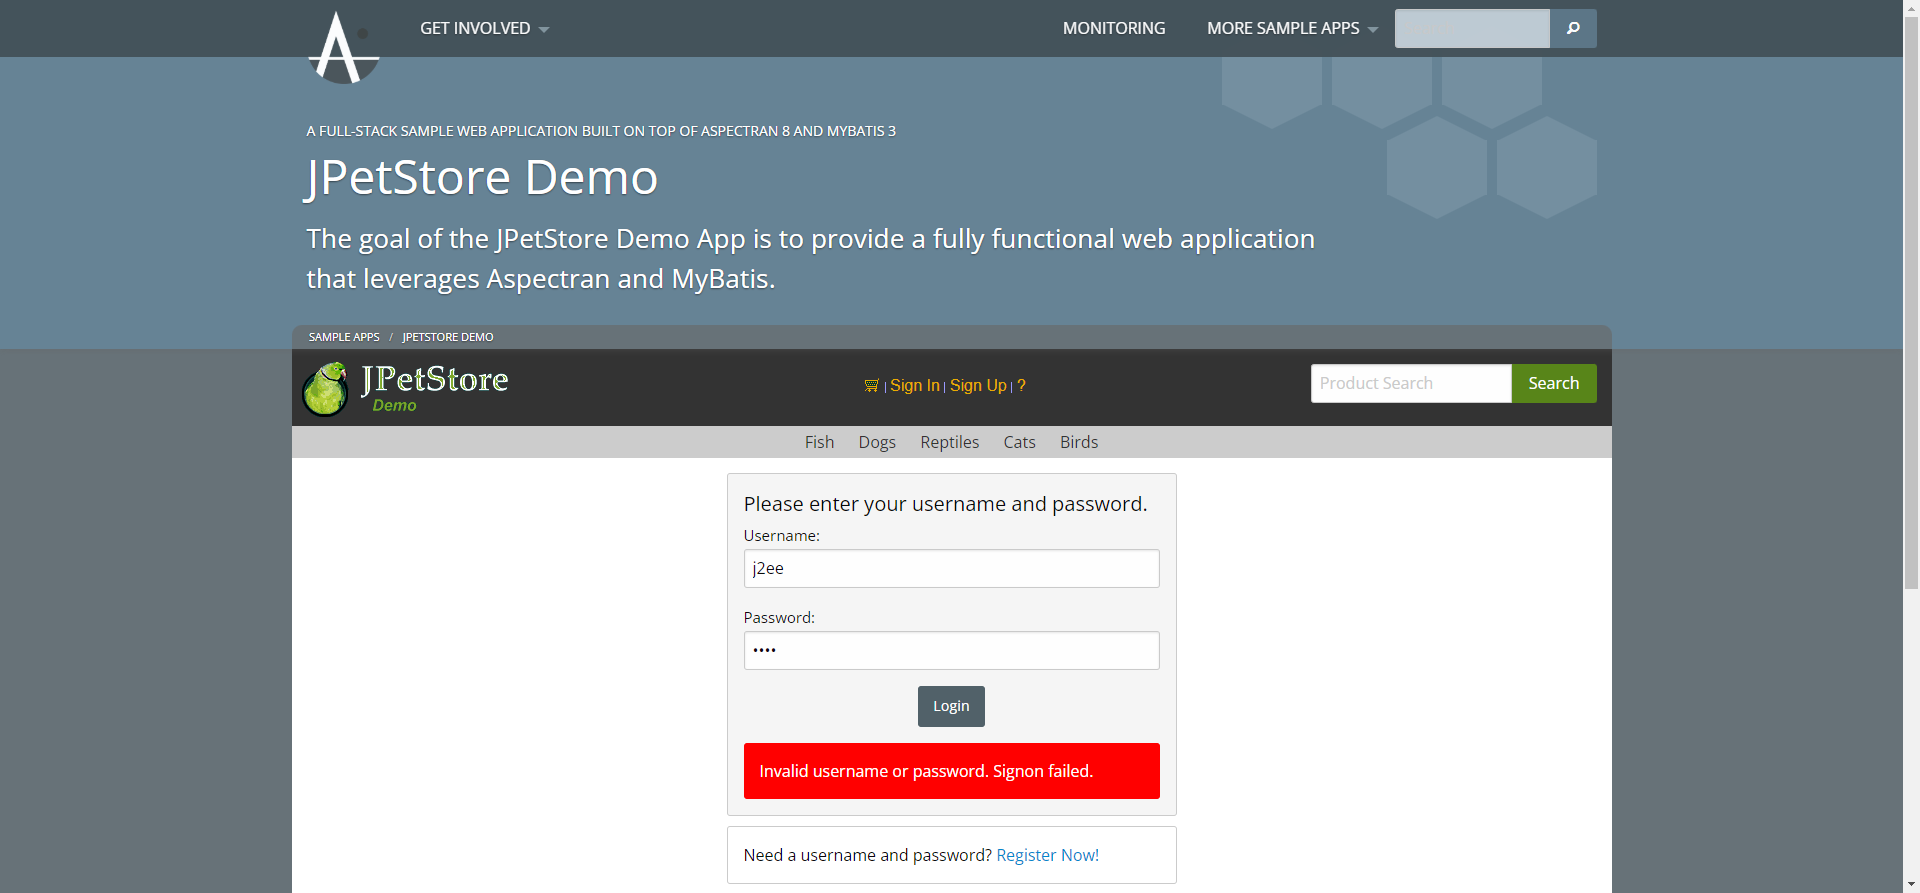 GET INVOLVED
MONITORING
MORE SAMPLE APPS
A FULL-STACK SAMPLE WEB APPLICATION BUILT ON TOP OF ASPECTRAN 8 AND MYBATIS 3
JPetStore Demo
The goal of the JPetStore Demo App is to provide a fully functional web application
that leverages Aspectran and MyBatis.
SAMPLE APPS / JPETSTORE DEMO
JPetStore
Demo
| Sign In | Sign Up | ?
Product Search
Search
Fish Dogs Reptiles Cats Birds
Please enter your username and password.
Username:
j2ee
Password:
••••
Login
Invalid username or password. Signon failed.
Need a username and password? Register Now!